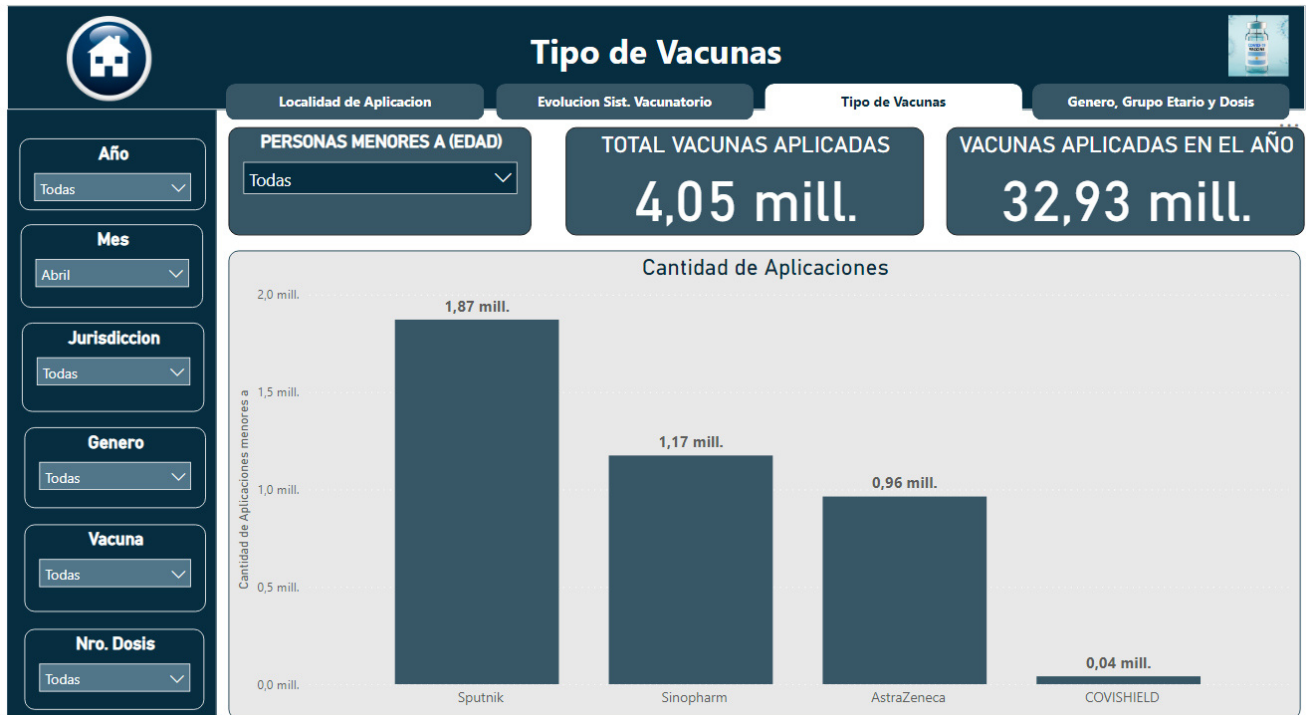 Tipo de Vacunas
Localidad de Aplicacion
Evolucion Sist. Vacunatorio
Tipo de Vacunas
Genero, Grupo Etario y Dosis
Año
Todas
Mes
Abril
Jurisdiccion
Todas
Genero
Todas
Vacuna
Todas
Nro. Dosis
Todas
PERSONAS MENORES A (EDAD)
Todas
TOTAL VACUNAS APLICADAS
4,05 mill.
VACUNAS APLICADAS EN EL AÑO
32,93 mill.
Cantidad de Aplicaciones
Cantidad de Aplicaciones menores a
2,0 mill.
1,5 mill.
1,0 mill.
0,5 mill.
0,0 mill.
1,87 mill.
1,17 mill.
0,96 mill.
0,04 mill.
Sputnik
Sinopharm
AstraZeneca
COVISHIELD